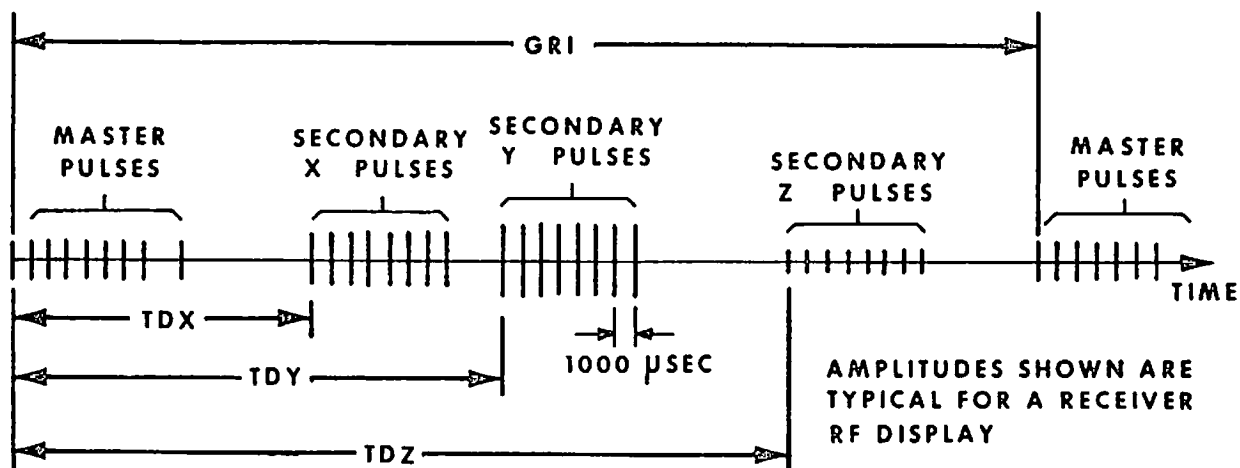 GRI
MASTER
PULSES
SECONDARY
X PULSES
SECONDARY
Y PULSES
SECONDARY
Z PULSES
MASTER
PULSES
TIME
TDX
1000 μSEC
TDY
TDZ
AMPLITUDES SHOWN ARE
TYPICAL FOR A RECEIVER
RF DISPLAY